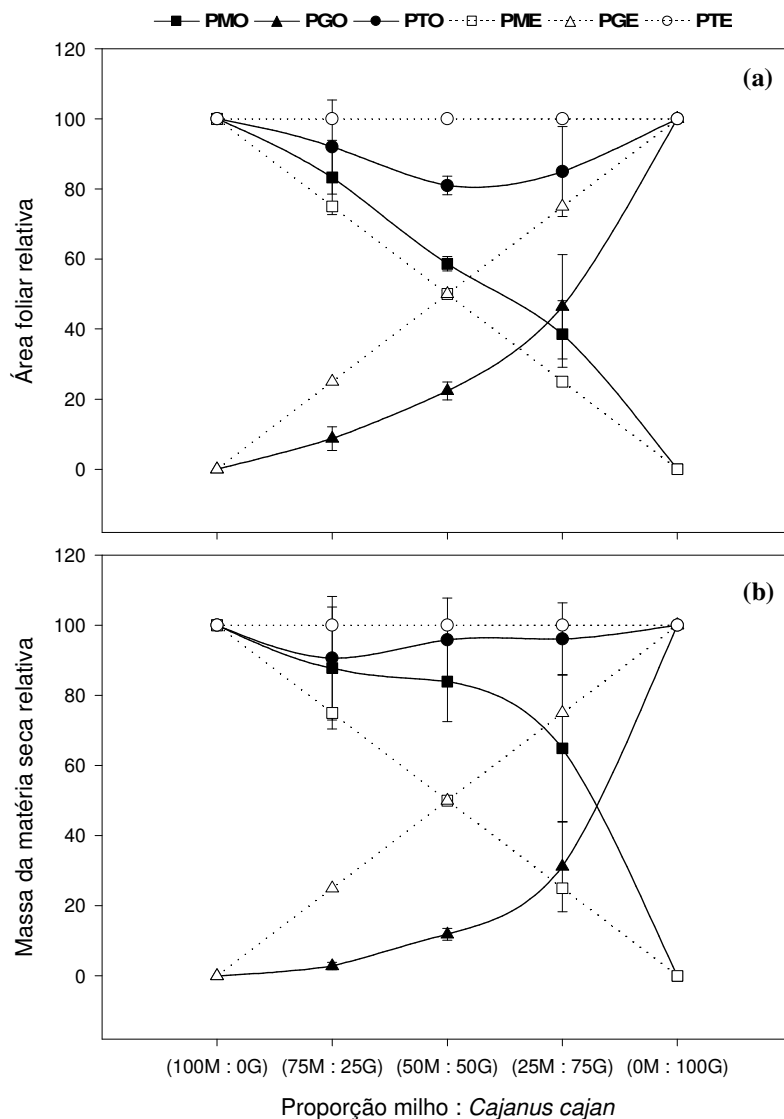 PMO PGO PTO PME PGE PTE
120
(a)
100
80
60
40
20
0
Área foliar relativa
120
(b)
100
80
60
40
20
0
Massa da matéria seca relativa
(100M : 0G) (75M : 25G) (50M : 50G) (25M : 75G) (0M : 100G)
Proporção milho : Cajanus cajan